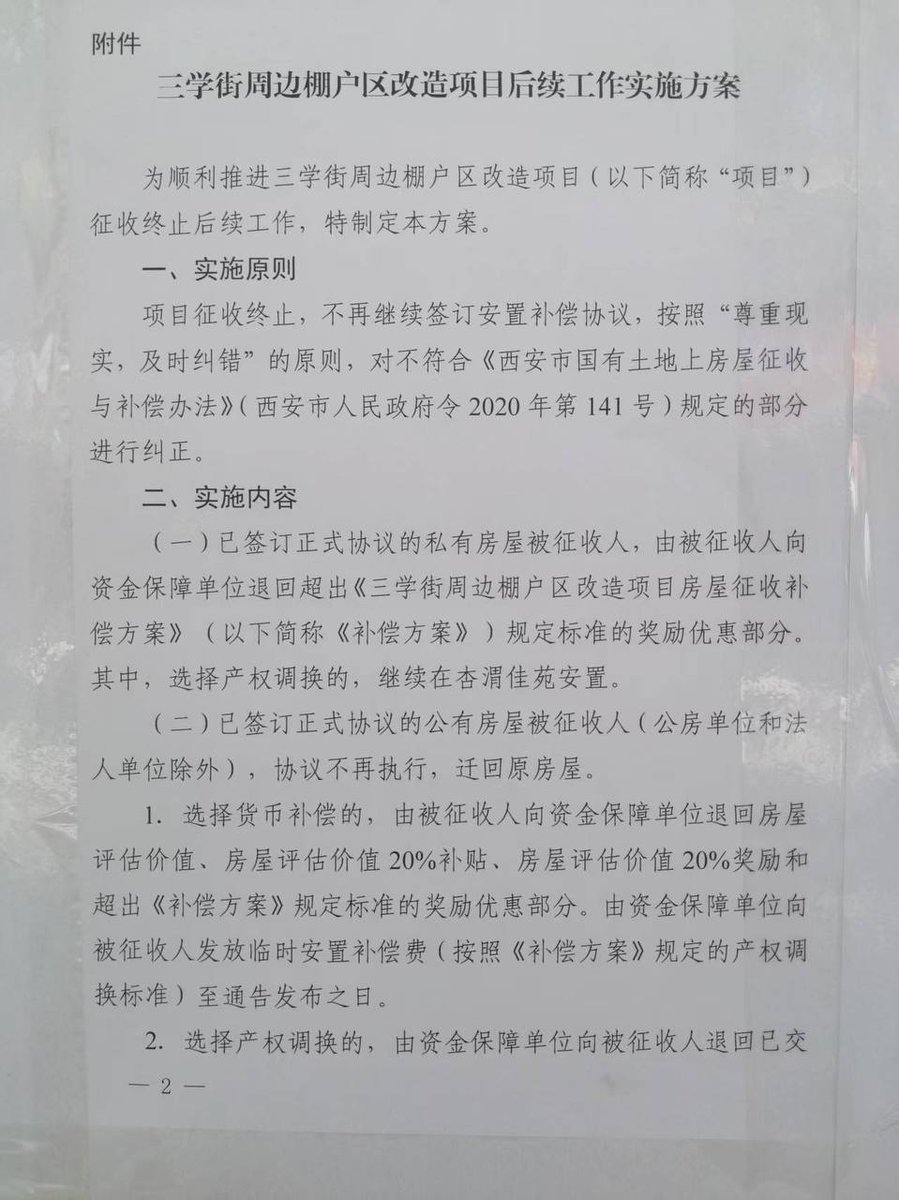 附件
三学街周边棚户区改造项目后续工作实施方案
为顺利推进三学街周边棚户区改造项目（以下简称“项目”）
征收终止后续工作，特制定本方案。
一、实施原则
项目征收终止，不再继续签订安置补偿协议，按照“尊重现
实，及时纠错”的原则，对不符合《西安市国有土地上房屋征收
与补偿办法》（西安市人民政府令 2020 年第 141 号）规定的部分
进行纠正。
二、实施内容
（一）已签订正式协议的私有房屋被征收人，由被征收人向
资金保障单位退回超出《三学街周边棚户区改造项目房屋征收补
偿方案》（以下简称《补偿方案》）规定标准的奖励优惠部分。
其中，选择产权调换的，继续在杏渭佳苑安置。
（二）已签订正式协议的公有房屋被征收人（公房单位和法
人单位除外），协议不再执行，迁回原房屋。
1. 选择货币补偿的，由被征收人向资金保障单位退回房屋
评估价值、房屋评估价值 20%补贴、房屋评估价值 20%奖励和
超出《补偿方案》规定标准的奖励优惠部分。由资金保障单位向
被征收人发放临时安置补偿费（按照《补偿方案》规定的产权调
换标准）至通告发布之日。
2. 选择产权调换的，由资金保障单位向被征收人退回已交
— 2 —